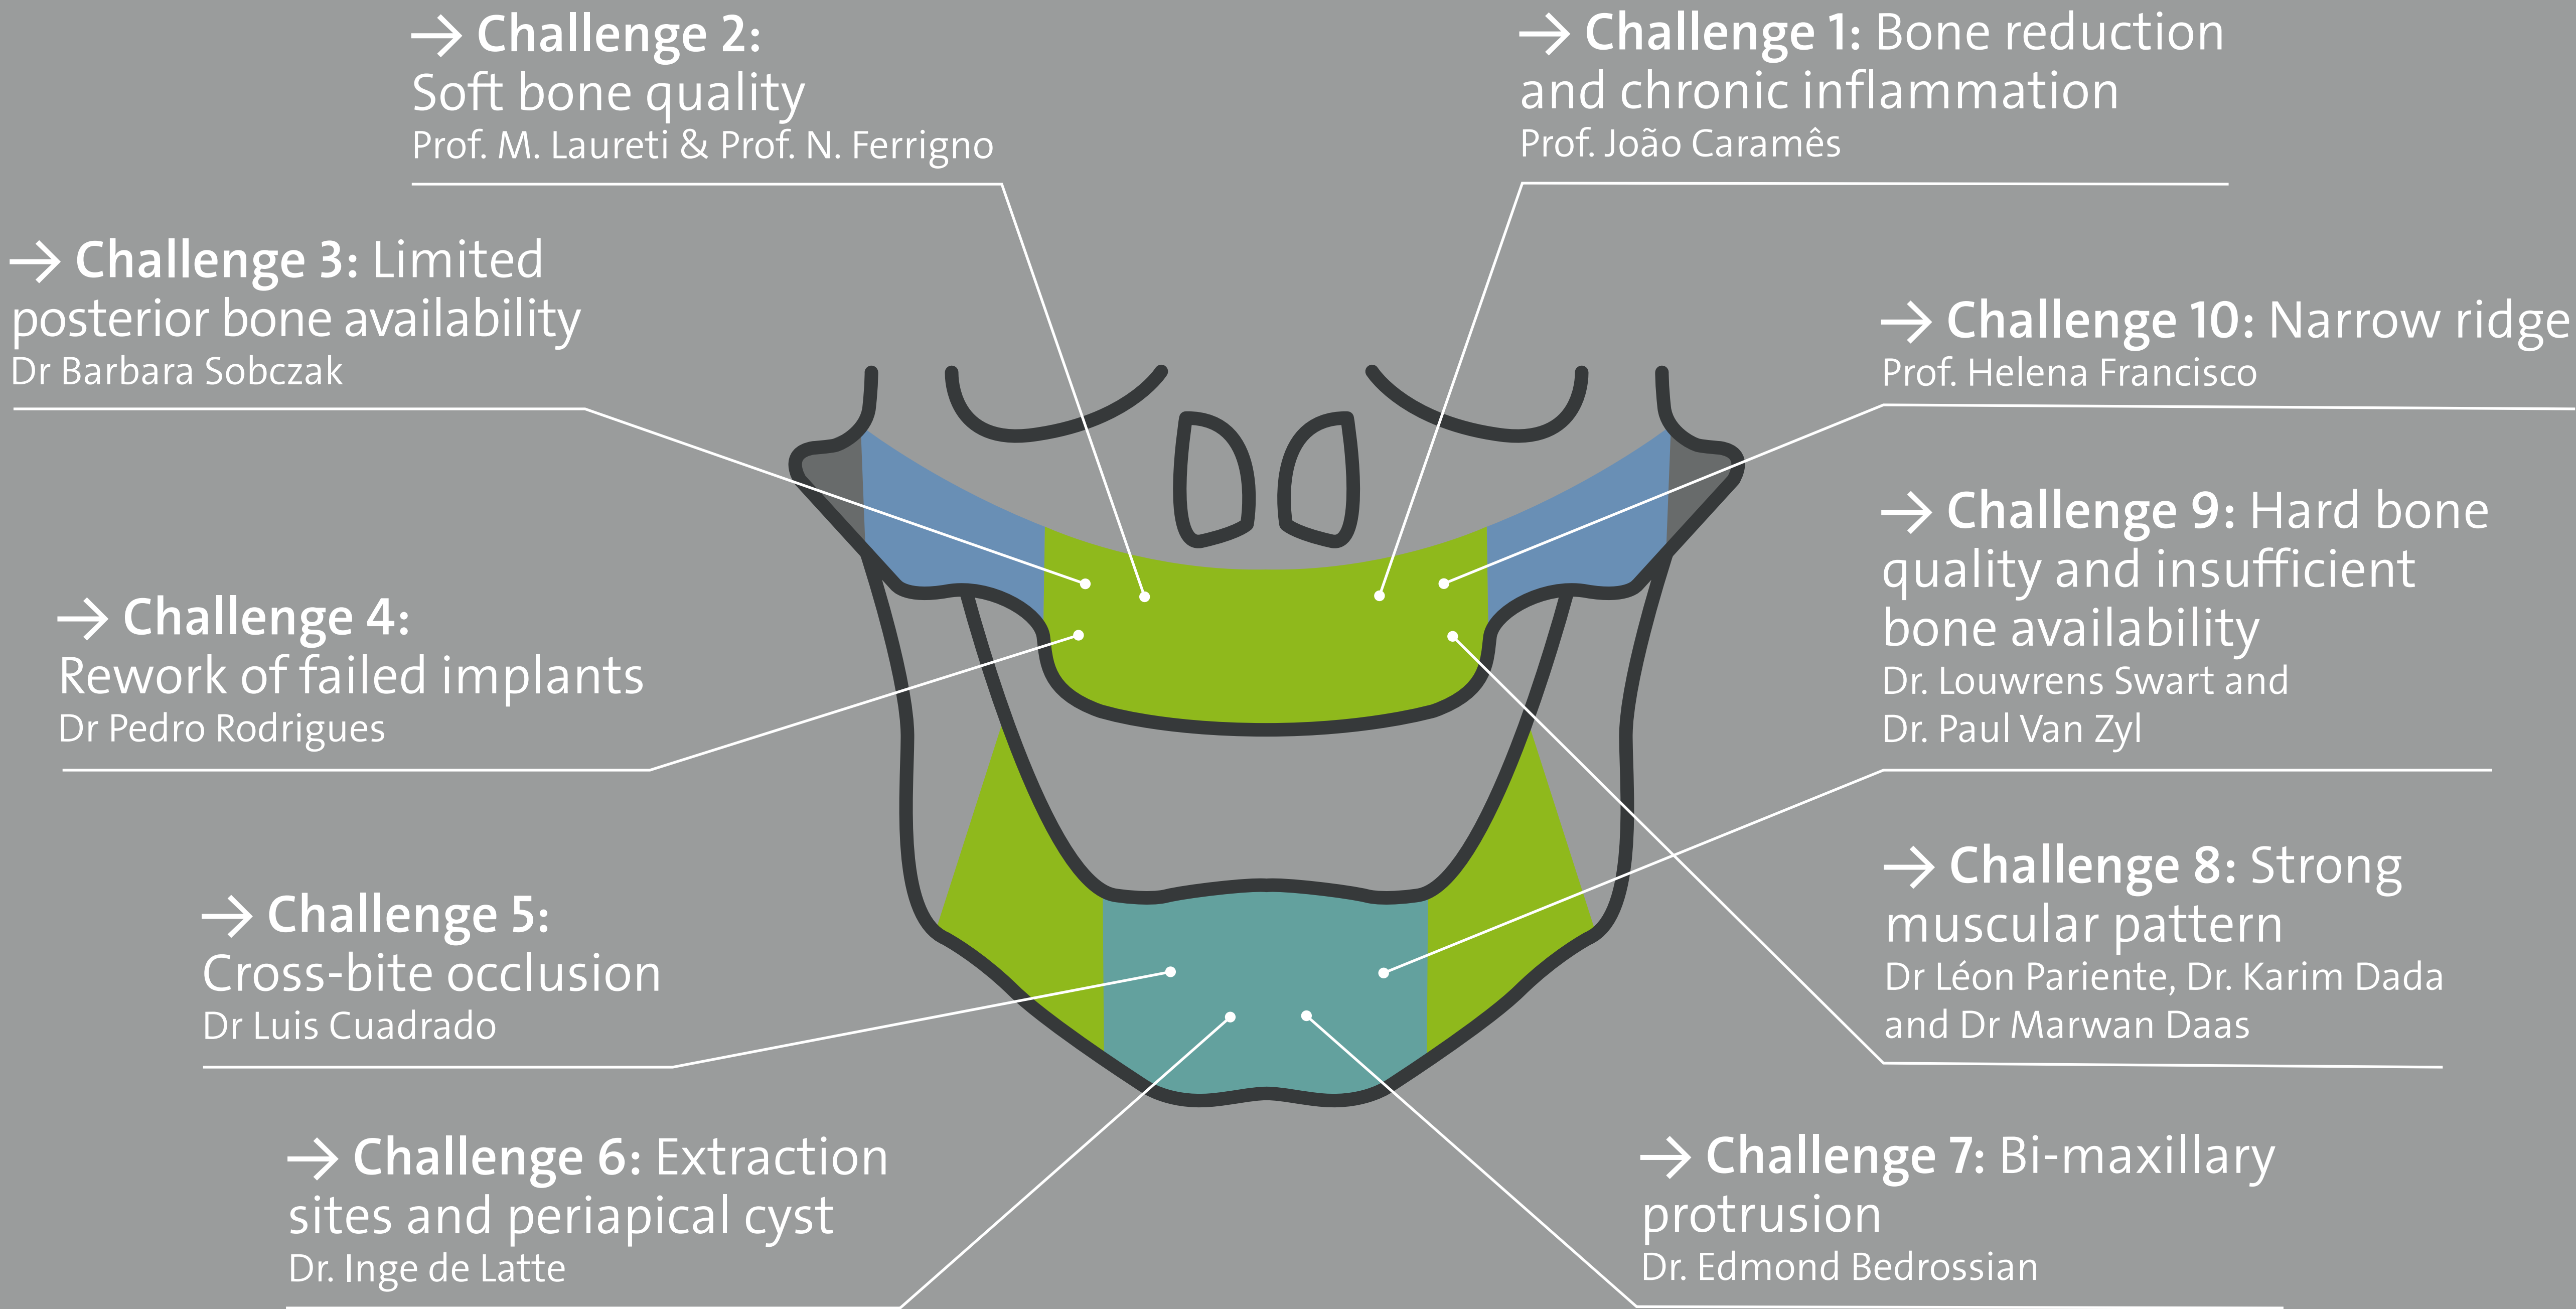 → Challenge 2:
Soft bone quality
Prof. M. Laureti & Prof. N. Ferrigno
→ Challenge 1: Bone reduction
and chronic inflammation
Prof. João Caramês
→ Challenge 3: Limited
posterior bone availability
Dr Barbara Sobczak
→ Challenge 10: Narrow ridge
Prof. Helena Francisco
→ Challenge 9: Hard bone
quality and insufficient
bone availability
Dr. Louwrens Swart and
Dr. Paul Van Zyl
→ Challenge 4:
Rework of failed implants
Dr Pedro Rodrigues
→ Challenge 8: Strong
muscular pattern
Dr Léon Pariente, Dr. Karim Dada
and Dr Marwan Daas
→ Challenge 5:
Cross-bite occlusion
Dr Luis Cuadrado
→ Challenge 6: Extraction
sites and periapical cyst
Dr. Inge de Latte
→ Challenge 7: Bi-maxillary
protrusion
Dr. Edmond Bedrossian